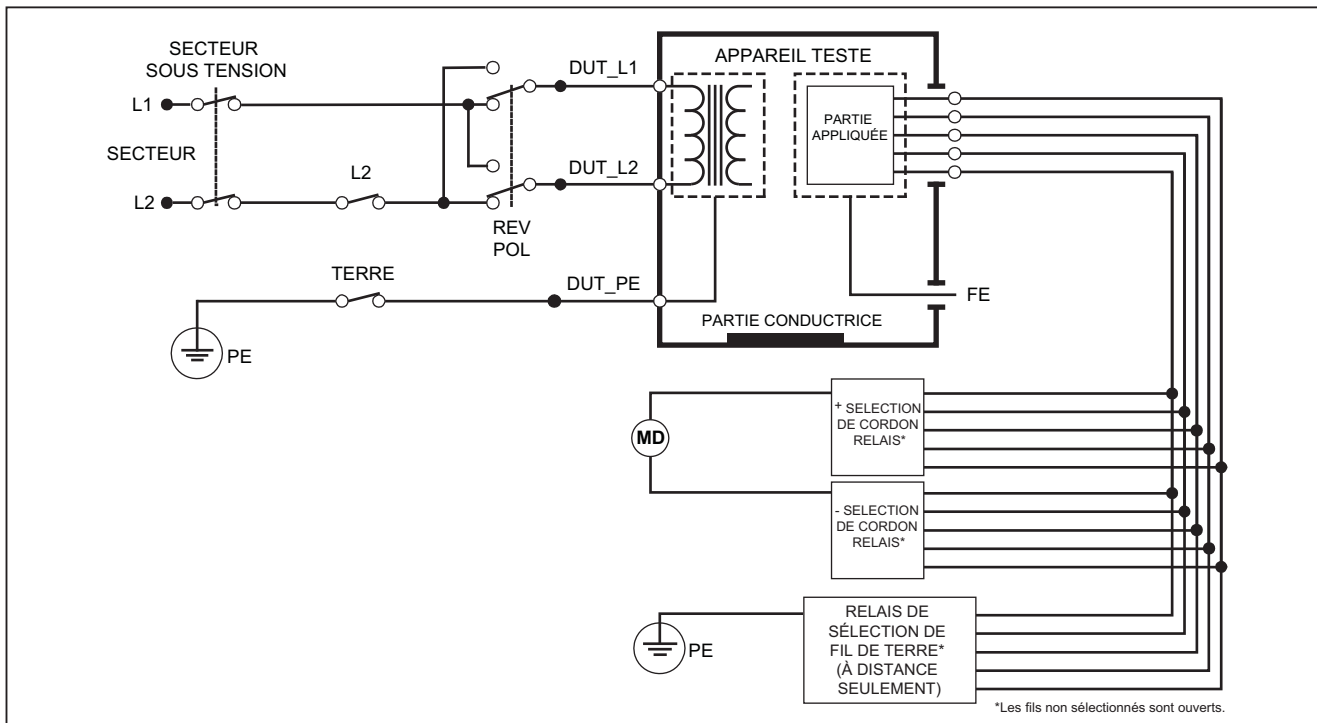 SECTEUR
SOUS TENSION
L1
SECTEUR
L2
L2
REV
POL
DUT_L1
DUT_L2
TERRE
DUT_PE
PE
APPAREIL TESTE
PARTIE
APPLIQUÉE
FE
PARTIE CONDUCTRICE
MD
+ SELECTION
DE CORDON
RELAIS*
- SELECTION
DE CORDON
RELAIS*
PE
RELAIS DE
SÉLECTION DE
FIL DE TERRE*
(À DISTANCE
SEULEMENT)
*Les fils non sélectionnés sont ouverts.